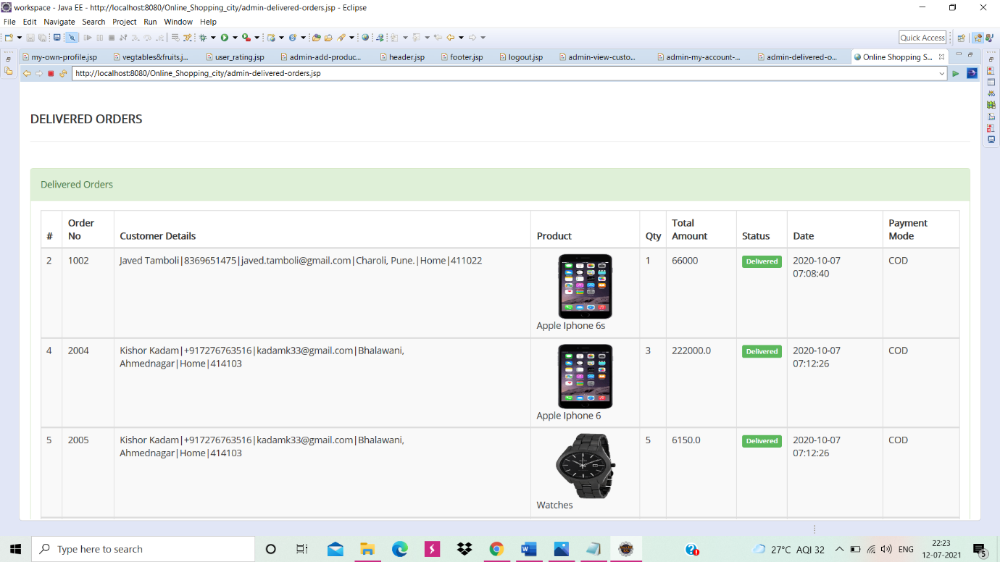 workspace - Java EE - http://localhost:8080/Online_Shopping_city/admin-delivered-orders.jsp - Eclipse
File Edit Navigate Search Project Run Window Help
Quick Access
my-own-profile.jsp vegtables&fruits.j... user_rating.jsp admin-add-produc... header.jsp footer.jsp logout.jsp admin-view-custo... admin-my-account-... admin-delivered-o... Online Shopping S...
http://localhost:8080/Online_Shopping_city/admin-delivered-orders.jsp
DELIVERED ORDERS
Delivered Orders
# Order No Customer Details Product Qty Total Amount Status Date Payment Mode
2 1002 Javed Tamboli|8369651475|javed.tamboli@gmail.com|Charoli, Pune.|Home|411022 1 66000 Delivered 2020-10-07 COD
07:08:40
Apple Iphone 6s
4 2004 Kishor Kadam|+917276763516|kadamk33@gmail.com|Bhalawani, 3 222000.0 Delivered 2020-10-07 COD
Ahmednagar|Home|414103 07:12:26
Apple Iphone 6
5 2005 Kishor Kadam|+917276763516|kadamk33@gmail.com|Bhalawani, 5 6150.0 Delivered 2020-10-07 COD
Ahmednagar|Home|414103 07:12:26
Watches
Type here to search
27°C AQI 32 ENG 22:23
12-07-2021
5